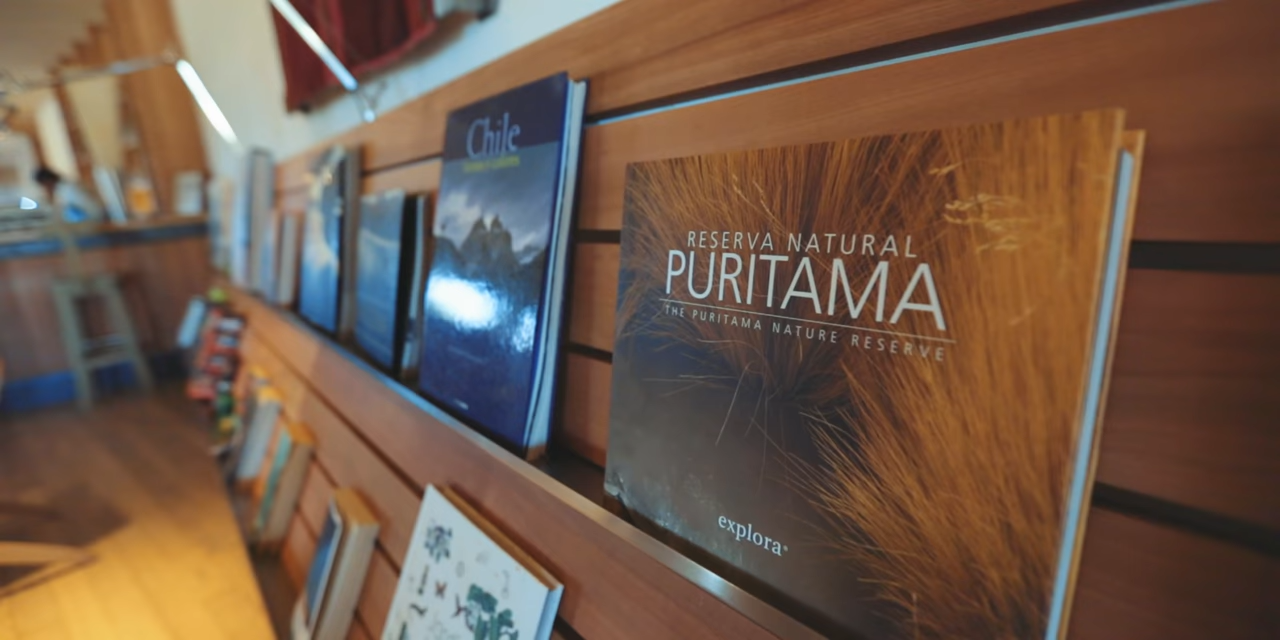 Chile
RESERVA NATURAL
PURITAMA
THE PURITAMA NATURE RESERVE
explora